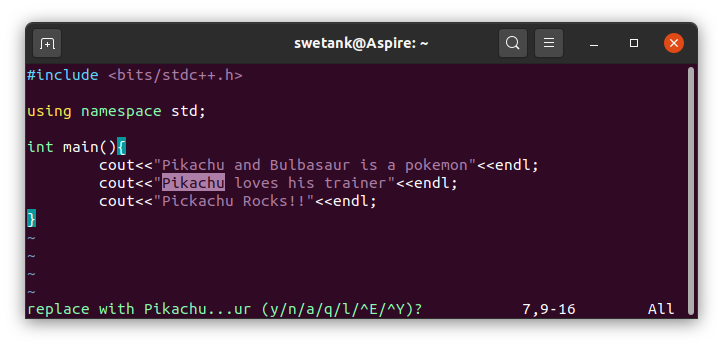 swetank@Aspire: ~
#include <bits/stdc++.h>
using namespace std;
int main(){
cout<<"Pikachu and Bulbasaur is a pokemon"<<endl;
cout<<"Pikachu loves his trainer"<<endl;
cout<<"Pickachu Rocks!!"<<endl;
}
~
~
~
~
replace with Pikachu...ur (y/n/a/q/l/^E/^Y)? 7,9-16 All